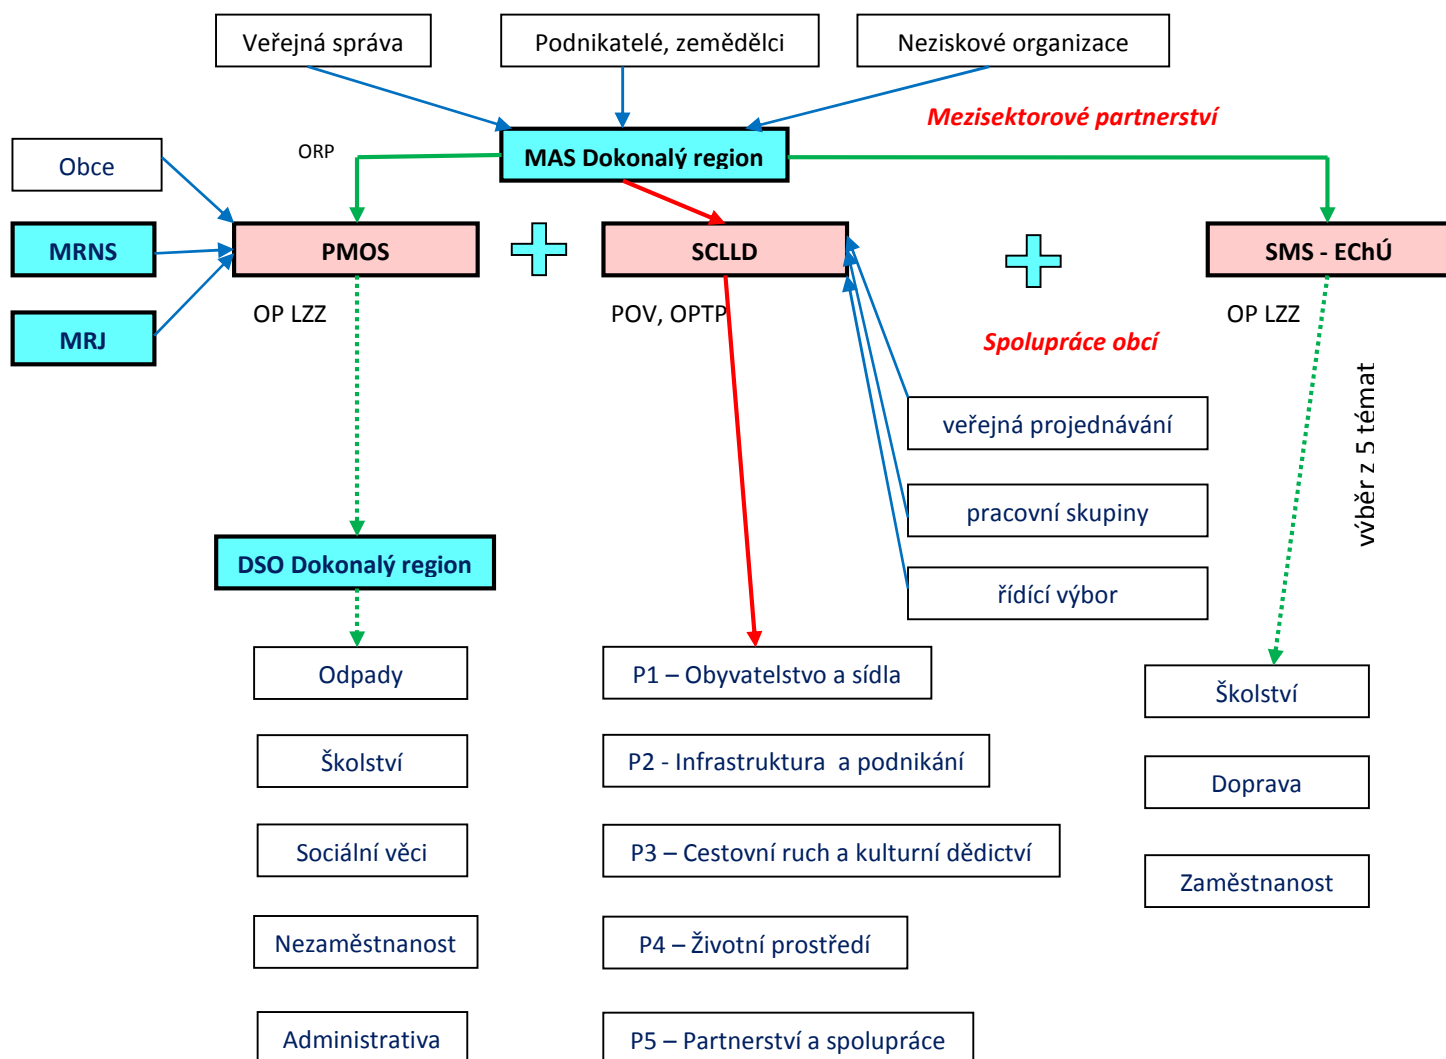 Veřejná správa
Podnikatelé, zemědělci
Neziskové organizace
Mezisektorové partnerství
MAS Dokonalý region
ORP
Obce
MRNS
PMOS
SCLLD
SMS - EChÚ
MRJ
OP LZZ
POV, OPTP
OP LZZ
Spolupráce obcí
výběr z 5 témat
veřejná projednávání
pracovní skupiny
řídící výbor
DSO Dokonalý region
Odpady
Školství
Sociální věci
Nezaměstnanost
Administrativa
P1 – Obyvatelstvo a sídla
P2 - Infrastruktura a podnikání
P3 – Cestovní ruch a kulturní dědictví
P4 – Životní prostředí
P5 – Partnerství a spolupráce
Školství
Doprava
Zaměstnanost